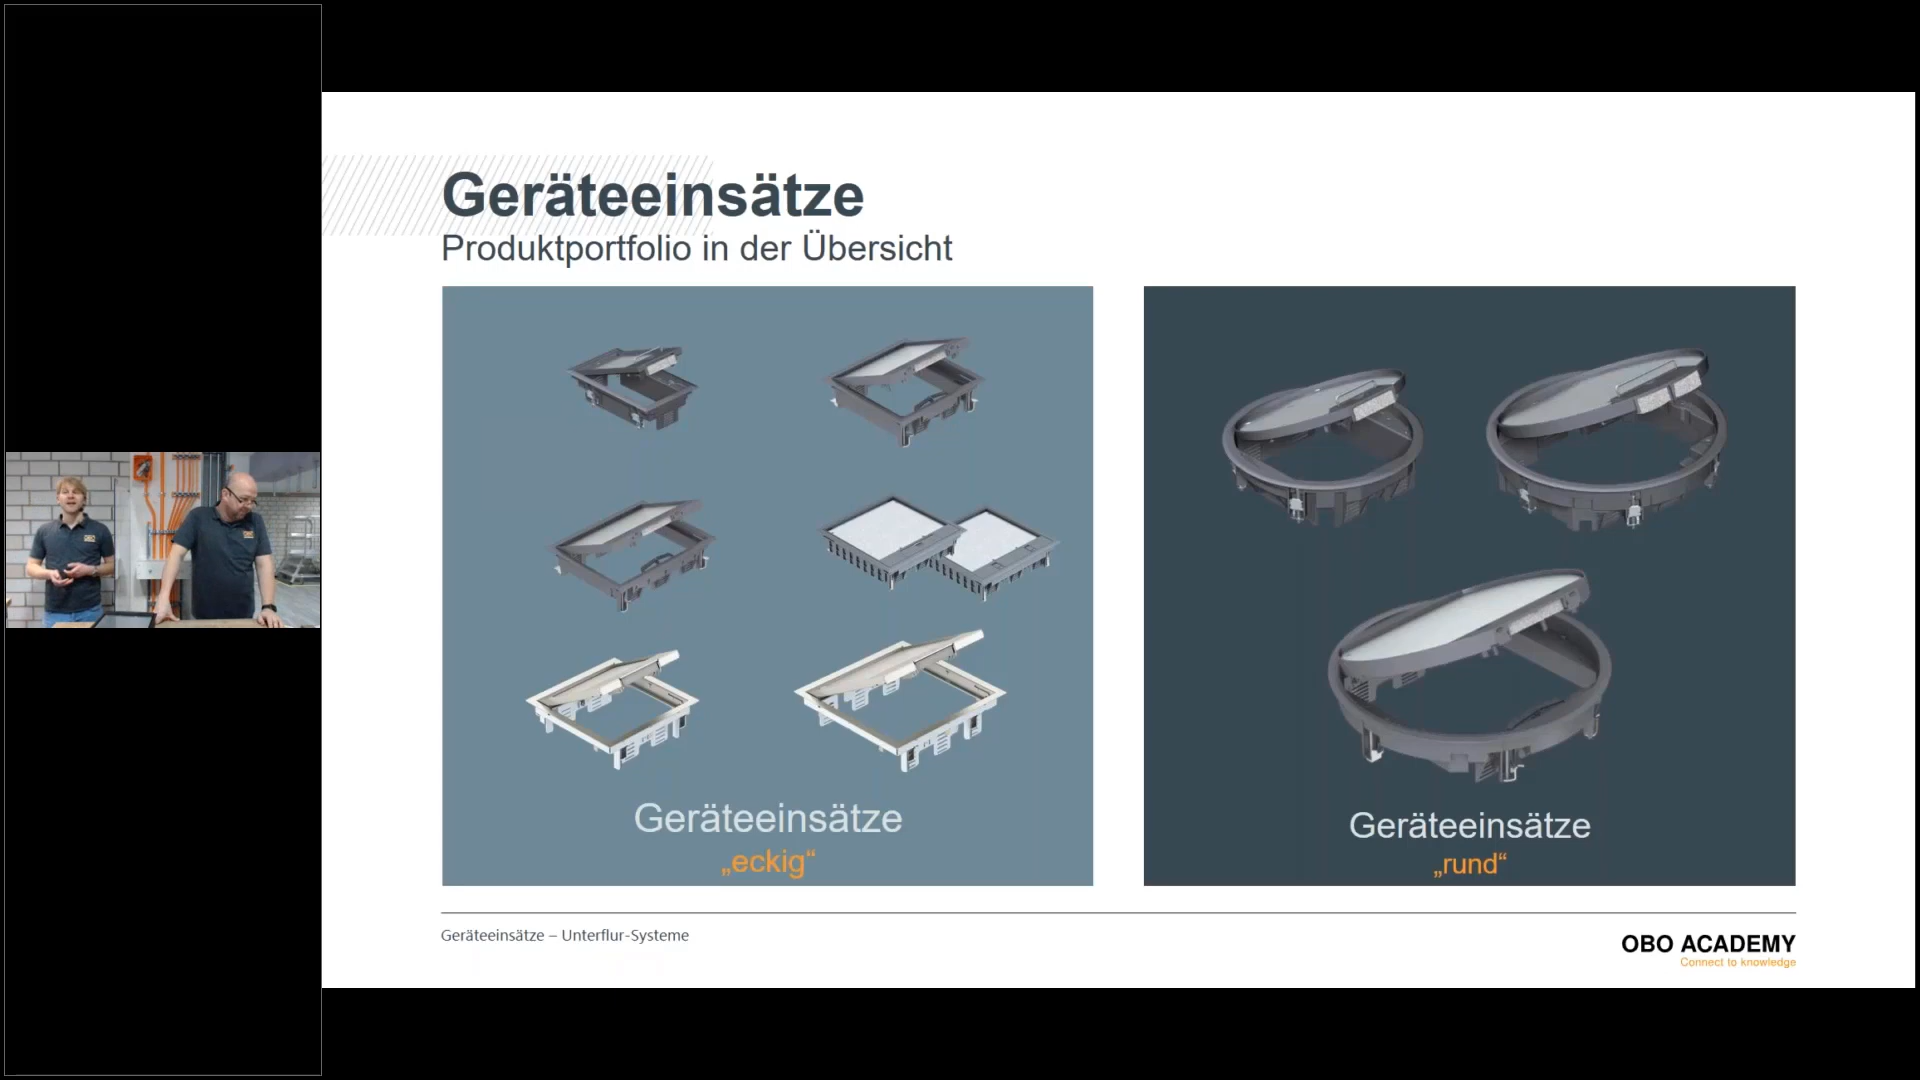 Geräteeinsätze
Produktportfolio in der Übersicht
Geräteeinsätze
„eckig“
Geräteeinsätze
„rund“
Geräteeinsätze – Unterflur-Systeme
OBO ACADEMY
Connect to knowledge